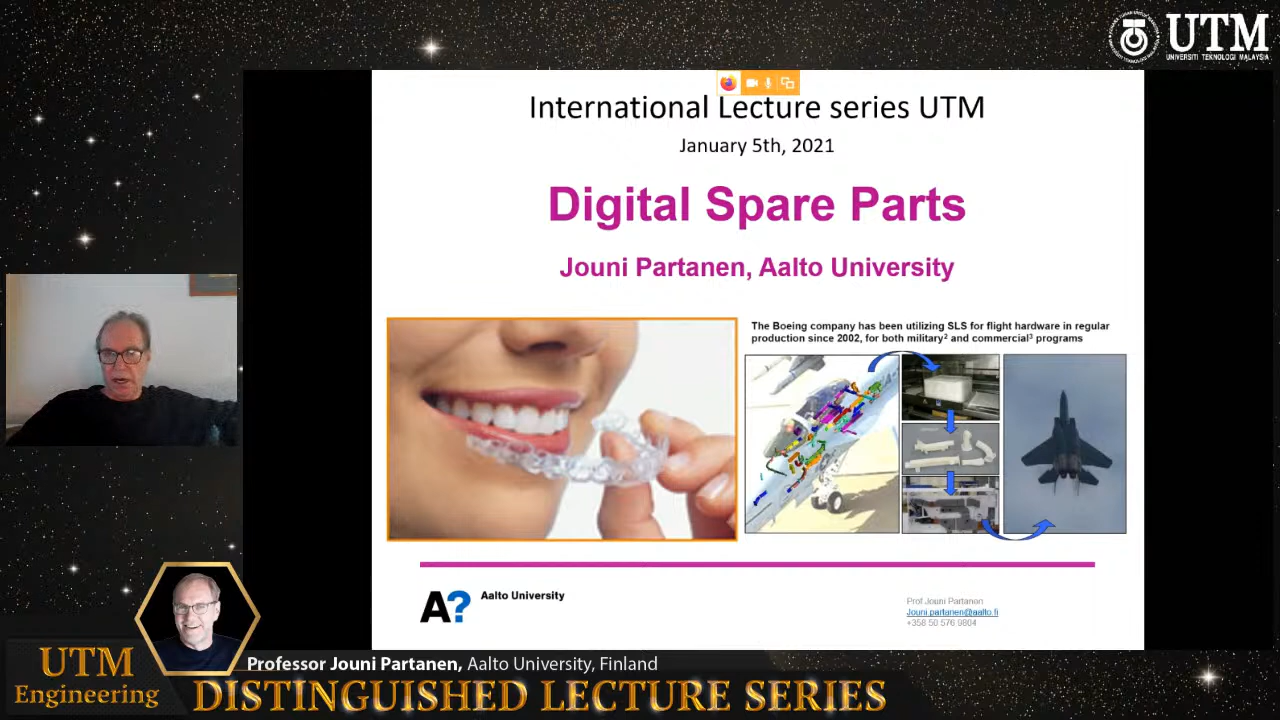 UTM
UNIVERSITI TEKNOLOGI MALAYSIA
International Lecture series UTM
January 5th, 2021
Digital Spare Parts
Jouni Partanen, Aalto University
The Boeing company has been utilizing SLS for flight hardware in regular
production since 2002, for both military² and commercial³ programs
A?
Aalto University
Prof Jouni Partanen
Jouni.partanen@aalto.fi
+358 50 576 9804
UTM
Engineering
Professor Jouni Partanen, Aalto University, Finland
DISTINGUISHED LECTURE SERIES